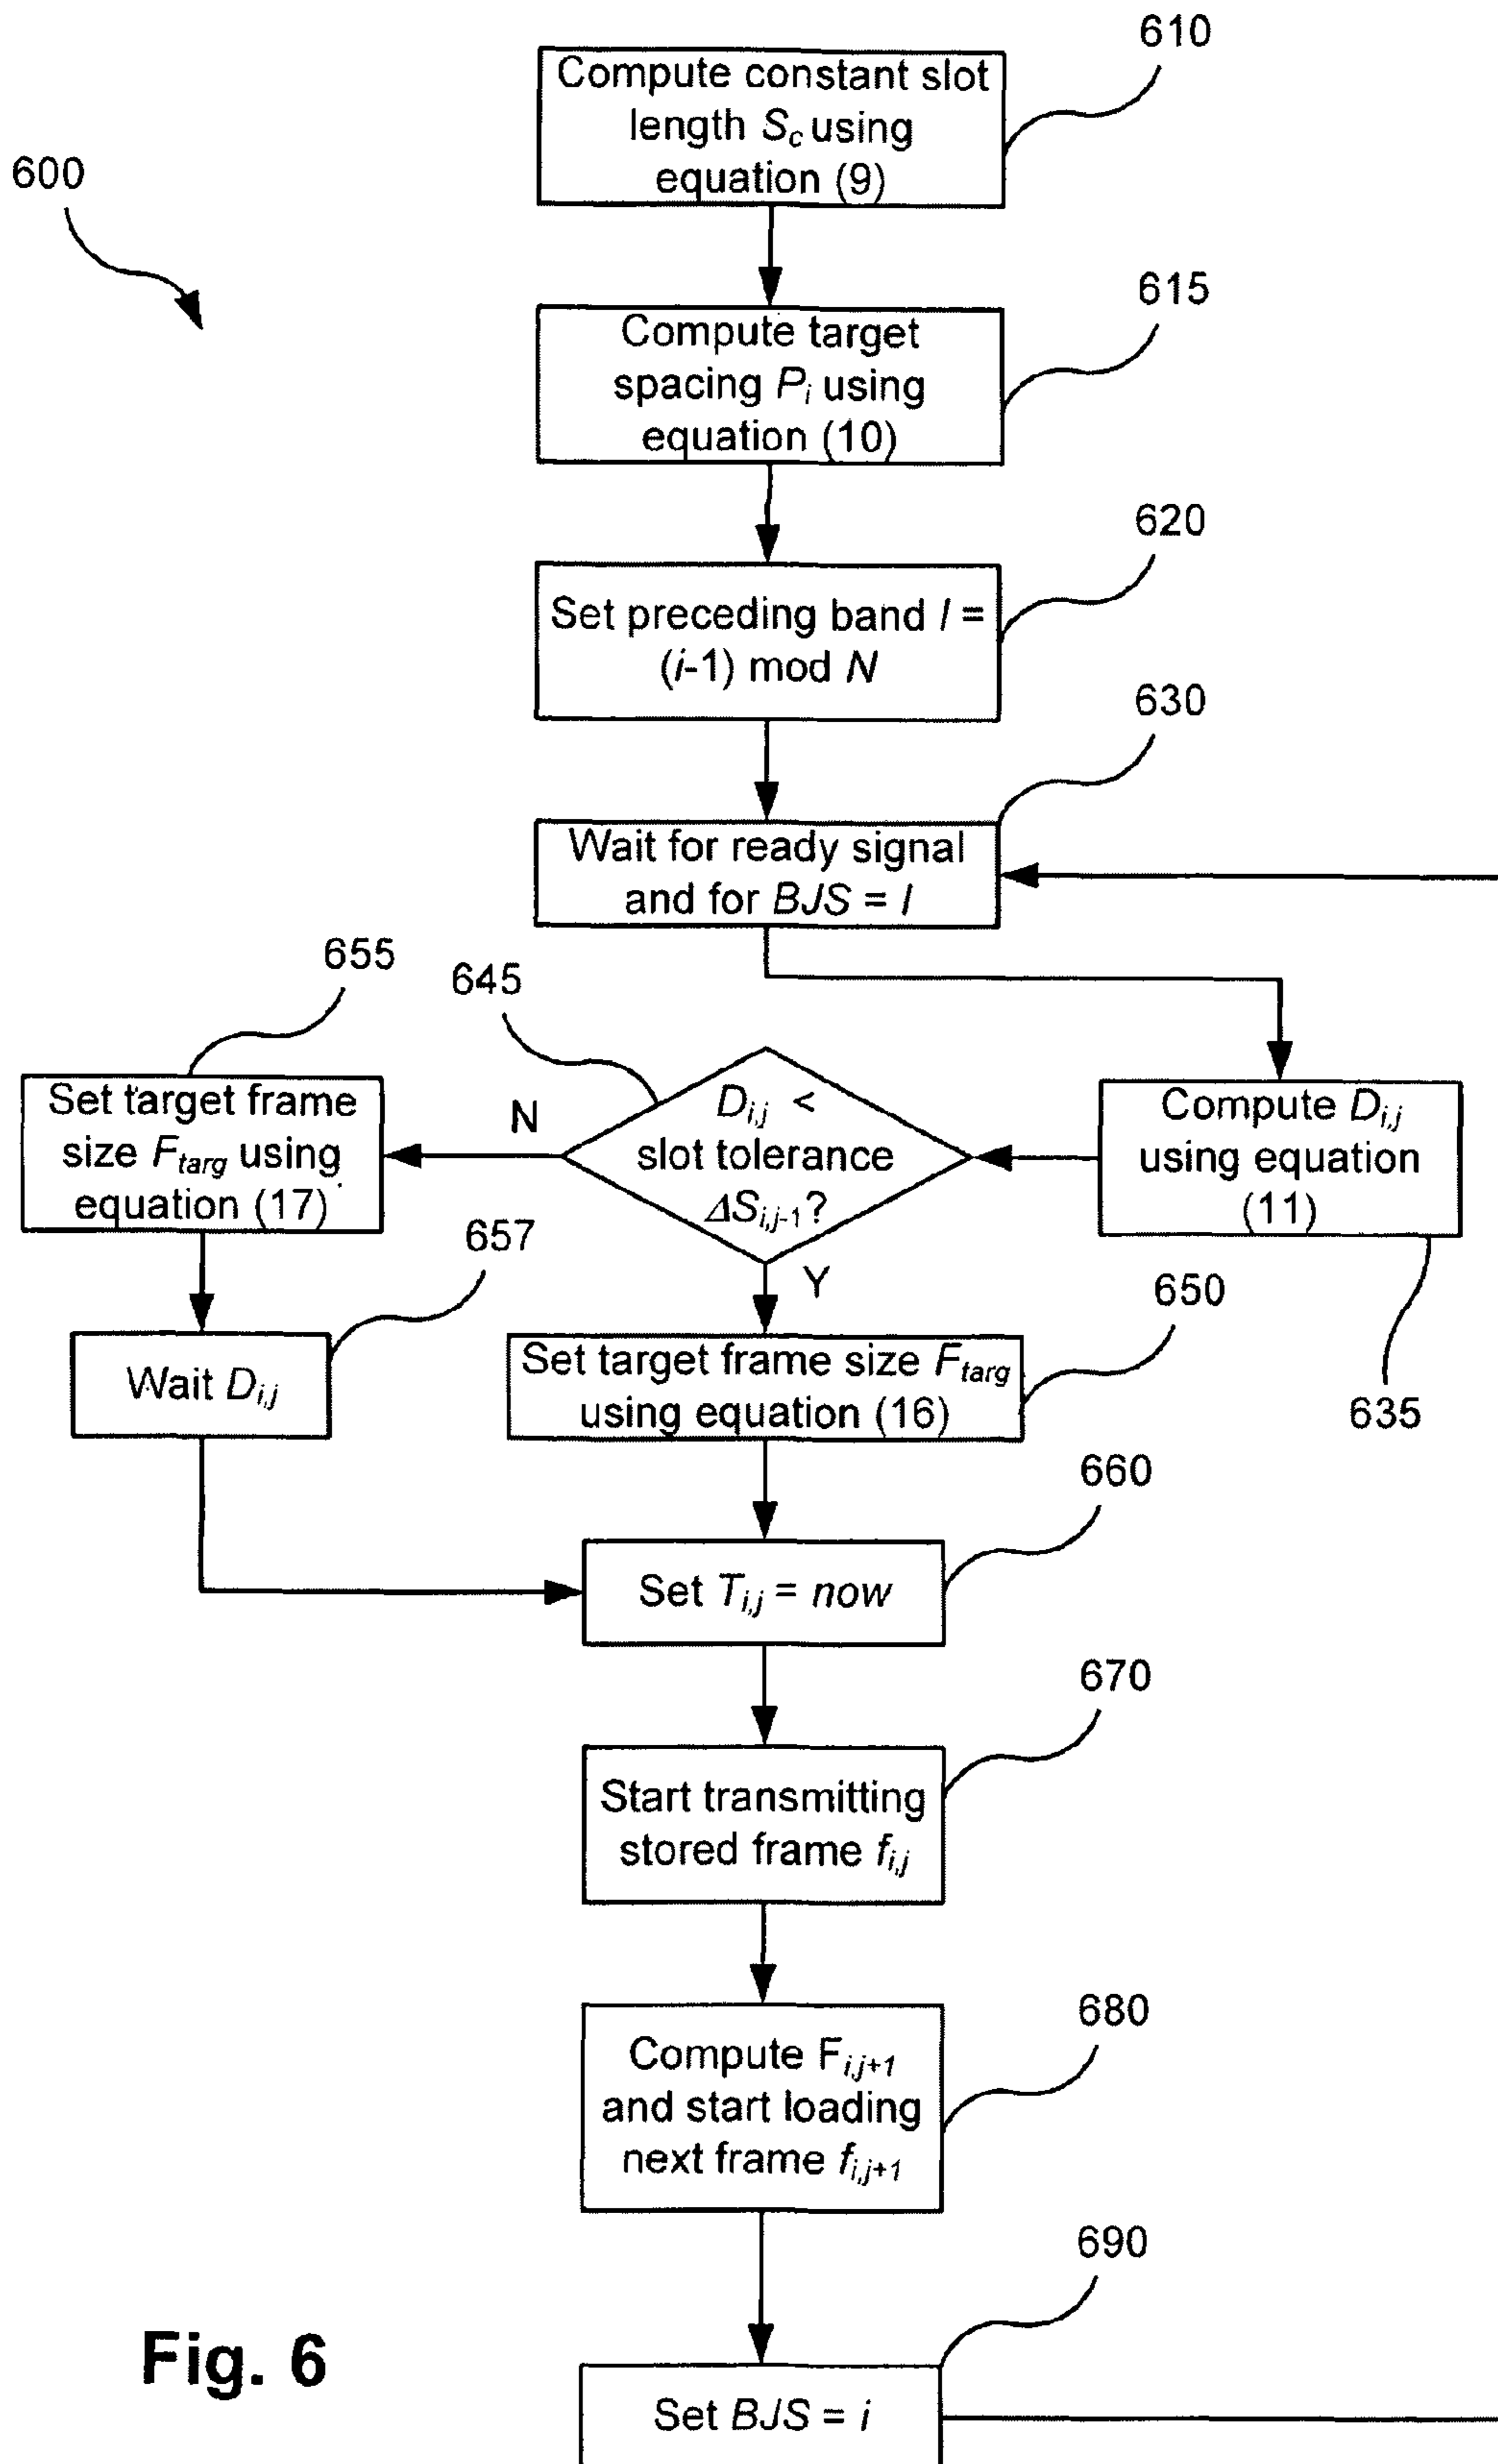 610
Compute constant slot
length Sc using
equation (9)
600
615
Compute target
spacing Pi using
equation (10)
620
Set preceding band I =
(i-1) mod N
630
Wait for ready signal
and for BJS = I
655
645
Set target frame
size Ftarg using
equation (17)
N
Di,j <
slot tolerance
ΔSi,j-1?
Compute Di,j
using equation
(11)
657
Y
650
Wait Di,j
Set target frame size Ftarg
using equation (16)
635
660
Set Ti,j = now
670
Start transmitting
stored frame fi,j
680
Compute Fi,j+1
and start loading
next frame fi,j+1
690
Fig. 6
Set BJS = i